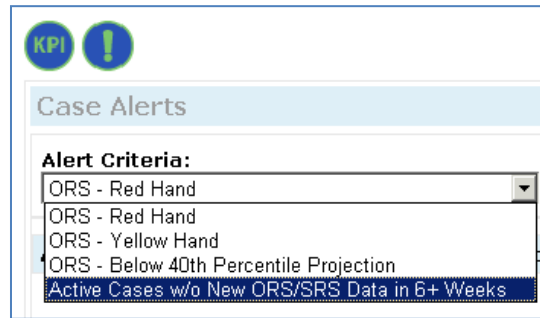 KPI !
Case Alerts
Alert Criteria:
ORS - Red Hand
ORS - Red Hand
ORS - Yellow Hand
ORS - Below 40th Percentile Projection
Active Cases w/o New ORS/SRS Data in 6+ Weeks